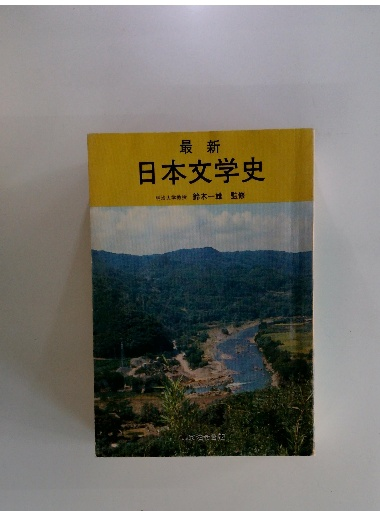 最新
日本文学史
鈴木一雄 監修